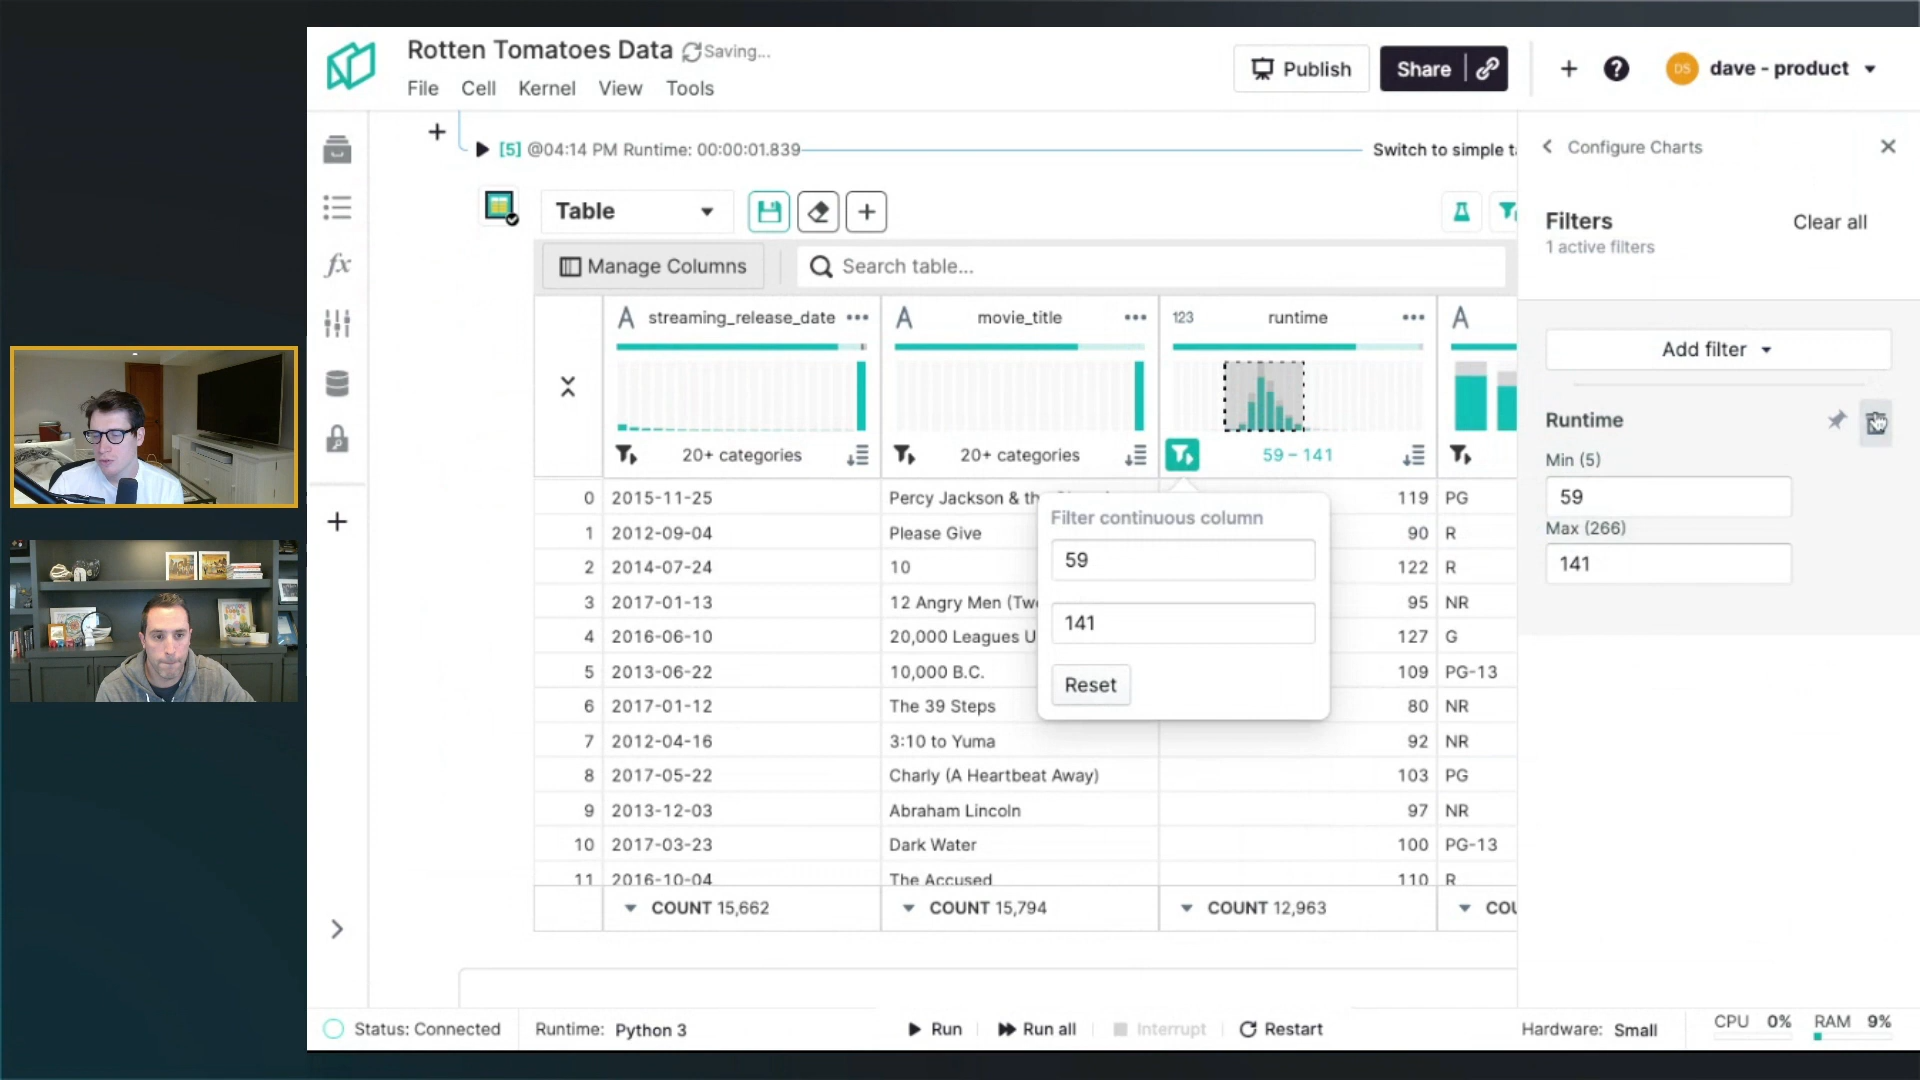 Rotten Tomatoes Data
Saving...
File Cell Kernel View Tools
Publish
Share
DS
dave - product
[5] @04:14 PM Runtime: 00:00:01.839
Switch to simple t
Table
Manage Columns
Search table...
A streaming_release_date
A movie_title
123 runtime
A
20+ categories
20+ categories
59 – 141
0 2015-11-25 Percy Jackson & th 119 PG
1 2012-09-04 Please Give 90 R
2 2014-07-24 10 122 R
3 2017-01-13 12 Angry Men (Tw 95 NR
4 2016-06-10 20,000 Leagues U 127 G
5 2013-06-22 10,000 B.C. 109 PG-13
6 2017-01-12 The 39 Steps 80 NR
7 2012-04-16 3:10 to Yuma 92 NR
8 2017-05-22 Charly (A Heartbeat Away) 103 PG
9 2013-12-03 Abraham Lincoln 97 NR
10 2017-03-23 Dark Water 100 PG-13
11 2016-10-04 The Accused 110 R
COUNT 15,662
COUNT 15,794
COUNT 12,963
COU
Filter continuous column
59
141
Reset
Configure Charts
Filters
Clear all
1 active filters
Add filter
Runtime
Min (5)
59
Max (266)
141
Status: Connected
Runtime: Python 3
Run
Run all
Interrupt
Restart
Hardware: Small
CPU 0%
RAM 9%